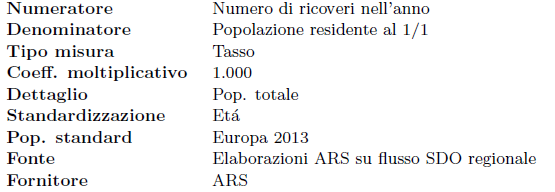 Numeratore Numero di ricoveri nell'anno
Denominatore Popolazione residente al 1/1
Tipo misura Tasso
Coeff. moltiplicativo 1.000
Dettaglio Pop. totale
Standardizzazione Etá
Pop. standard Europa 2013
Fonte Elaborazioni ARS su flusso SDO regionale
Fornitore ARS